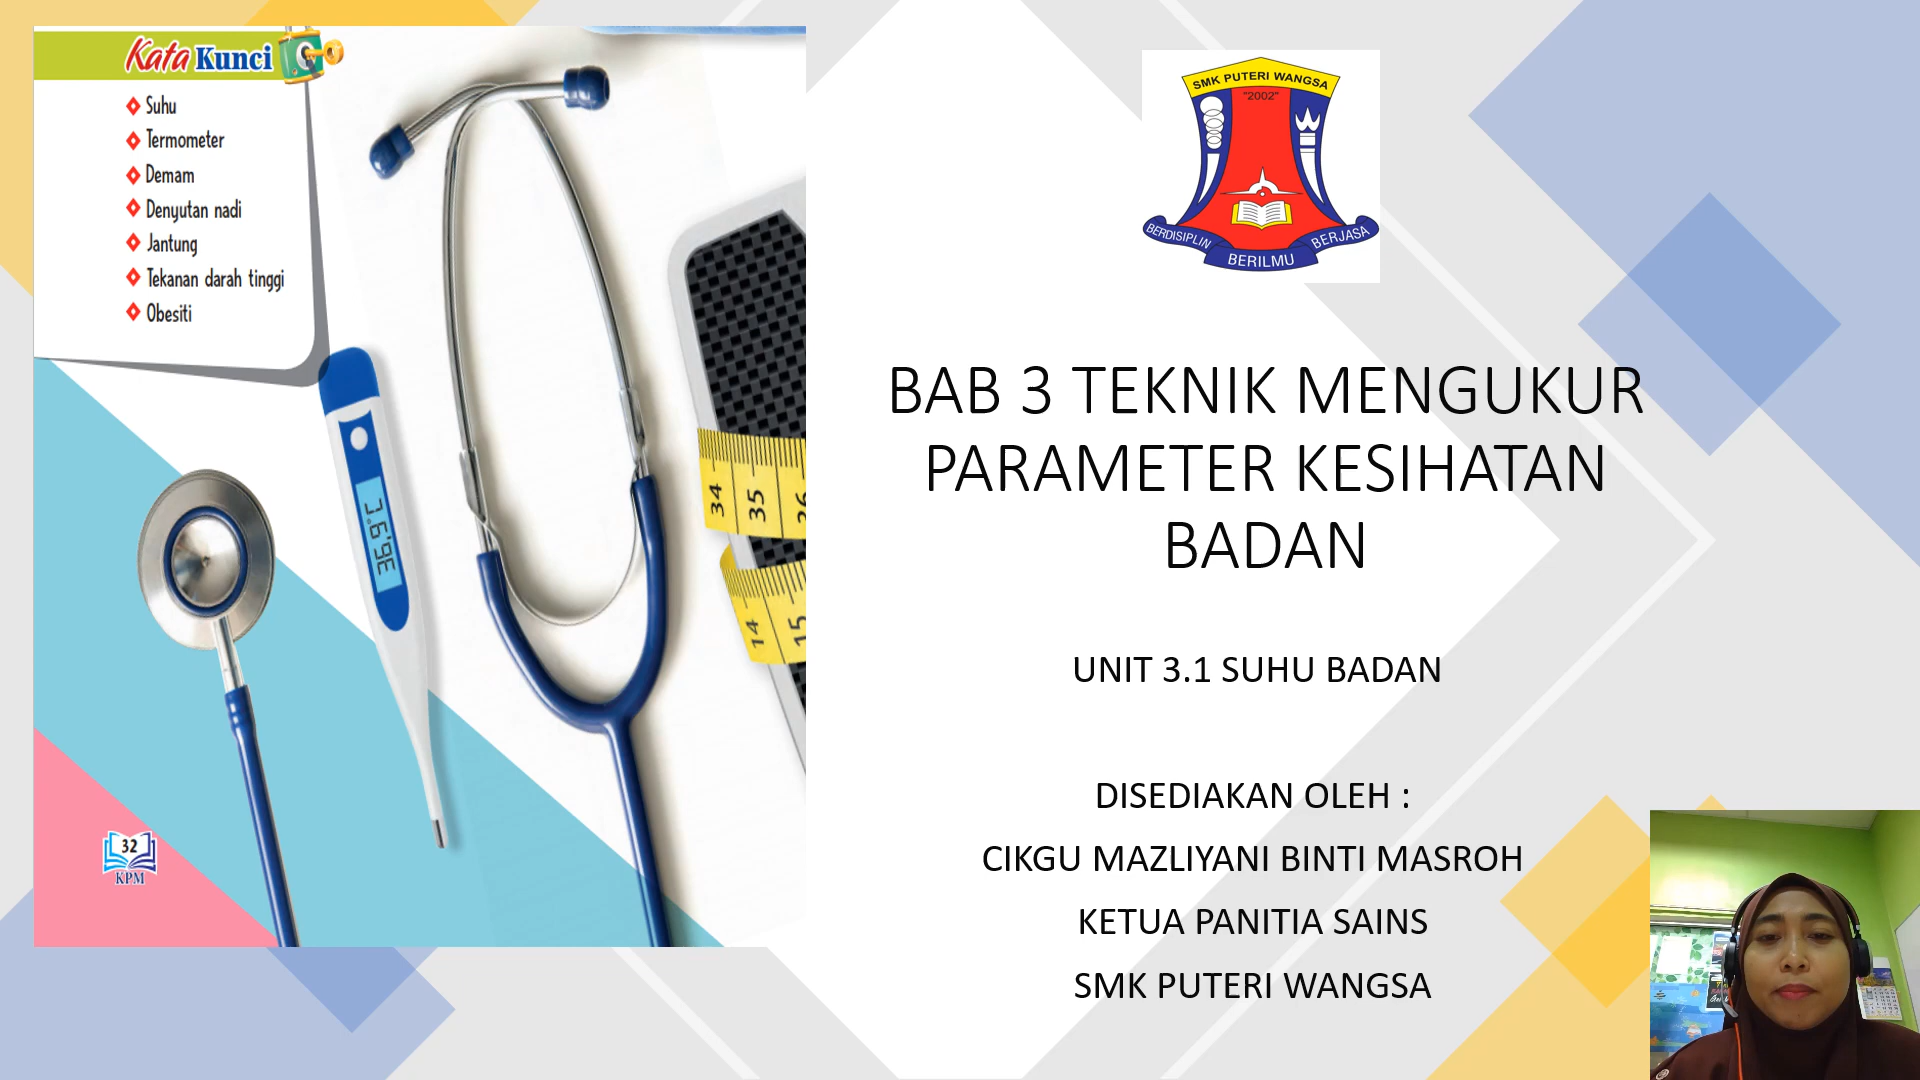 Kata Kunci
Suhu
Termometer
Demam
Denyutan nadi
Jantung
Tekanan darah tinggi
Obesiti
36.9°C
34 35
14 15
32
KPM
SMK PUTERI WANGSA
"2002"
BERDISIPLIN
BERILMU
BERJASA
BAB 3 TEKNIK MENGUKUR
PARAMETER KESIHATAN
BADAN
UNIT 3.1 SUHU BADAN
DISEDIAKAN OLEH :
CIKGU MAZLIYANI BINTI MASROH
KETUA PANITIA SAINS
SMK PUTERI WANGSA